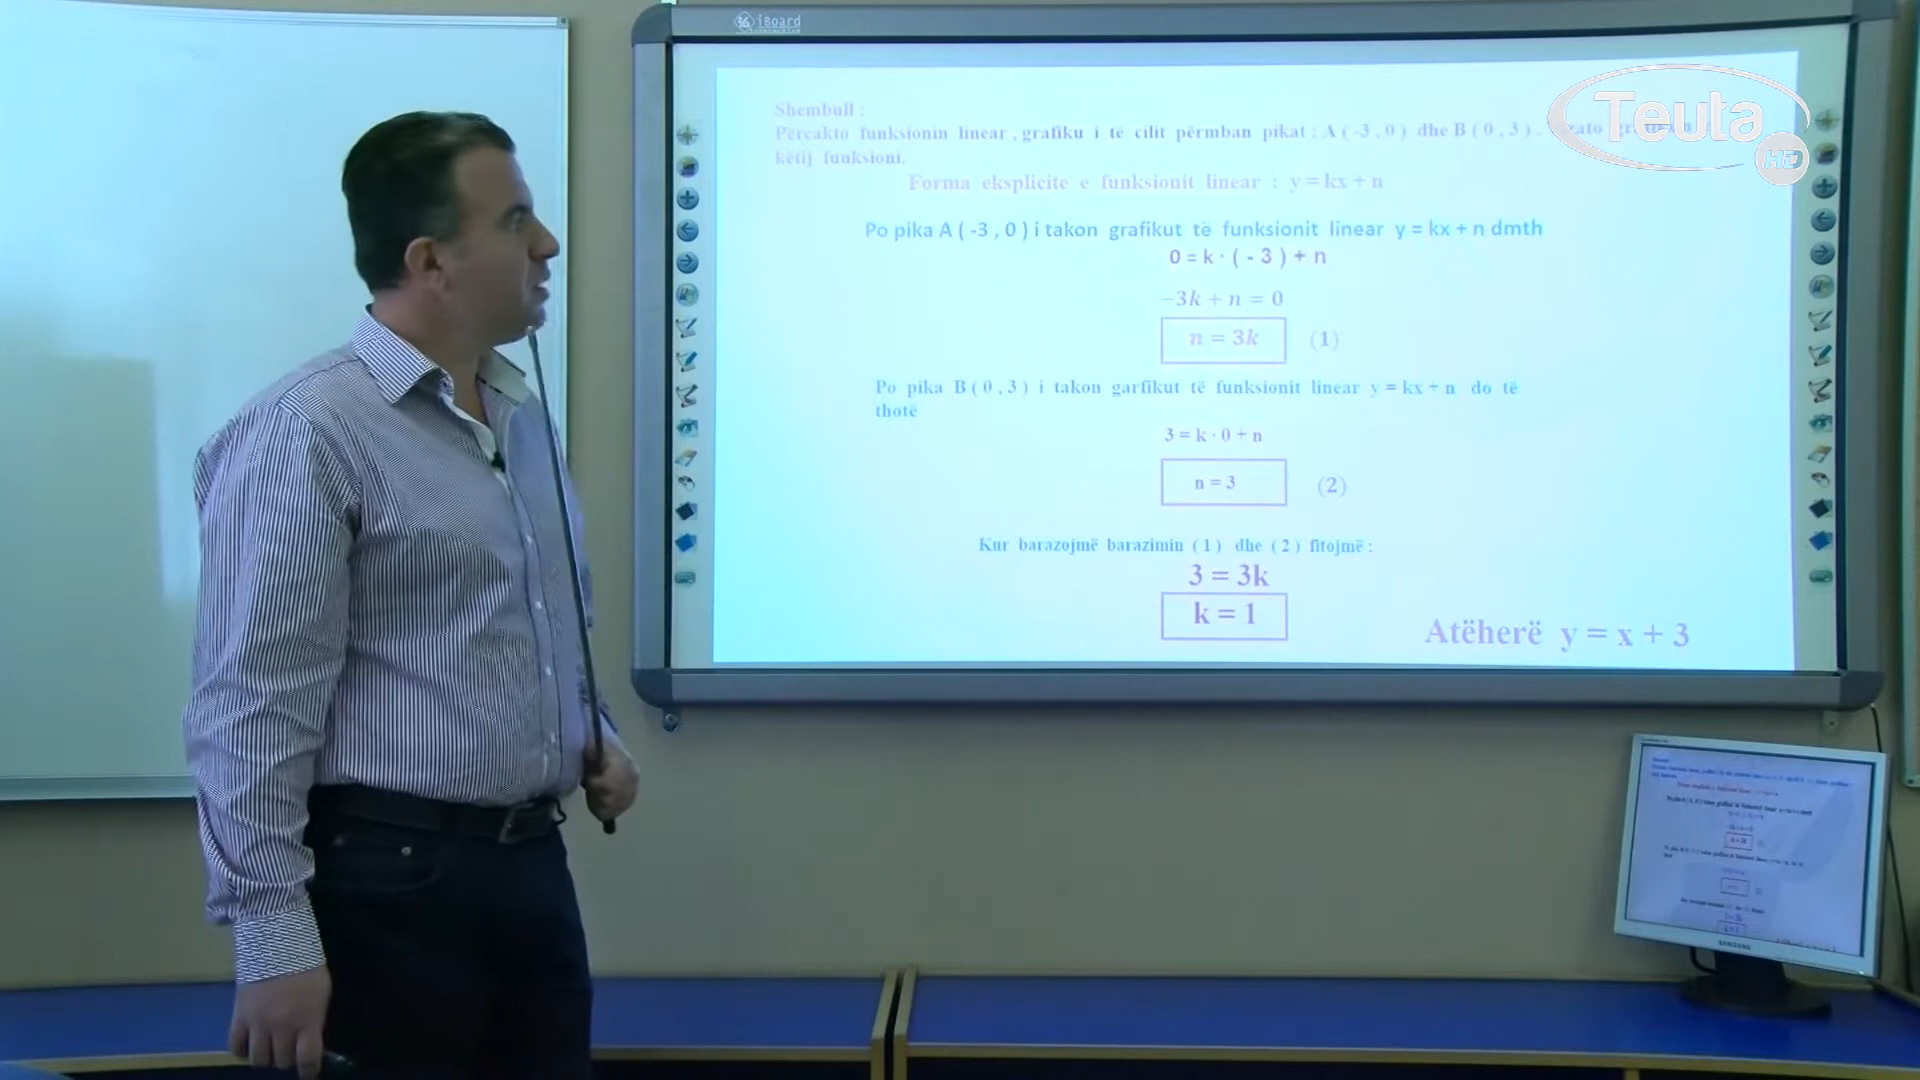 iBoard
Teuta
HD
Shembull :
Përcakto funksionin linear , grafiku i të cilit përmban pikat : A ( -3 , 0 ) dhe B ( 0 , 3 ) .
këtij funksioni.
Forma eksplicite e funksionit linear : y = kx + n
Po pika A ( -3 , 0 ) i takon grafikut të funksionit linear y = kx + n dmth
0 = k · ( - 3 ) + n
−3k + n = 0
n = 3k (1)
Po pika B ( 0 , 3 ) i takon garfikut të funksionit linear y = kx + n do të
thotë
3 = k · 0 + n
n = 3 (2)
Kur barazojmë barazimin ( 1 ) dhe ( 2 ) fitojmë :
3 = 3k
k = 1
Atëherë y = x + 3
SAMSUNG